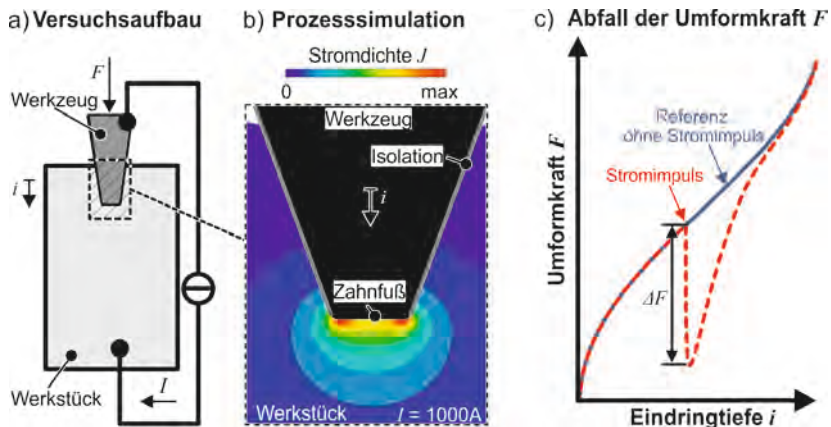 a) Versuchsaufbau
F
Werkzeug
i
Werkstück
I
b) Prozesssimulation
Stromdichte J
0
max
Werkzeug
Isolation
i
Zahnfuß
Werkstück
I = 1000A
c) Abfall der Umformkraft F
Umformkraft F
Referenz
ohne Stromimpuls
Stromimpuls
ΔF
Eindringtiefe i